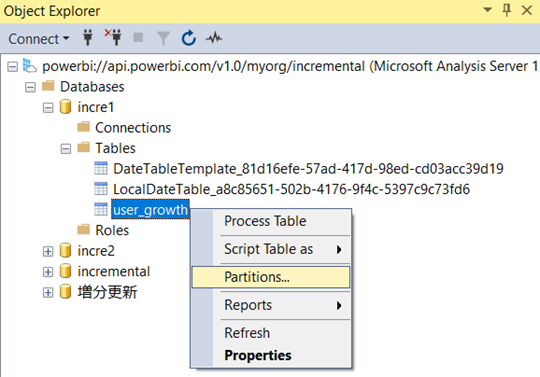 Object Explorer
Connect
powerbi://api.powerbi.com/v1.0/myorg/incremental (Microsoft Analysis Server 1
Databases
incre1
Connections
Tables
DateTableTemplate_81d16efe-57ad-417d-98ed-cd03acc39d19
LocalDateTable_a8c85651-502b-4176-9f4c-5397c9c73fd6
user_growth
Process Table
Script Table as
Partitions...
Reports
Refresh
Properties
Roles
incre2
incremental
增分更新